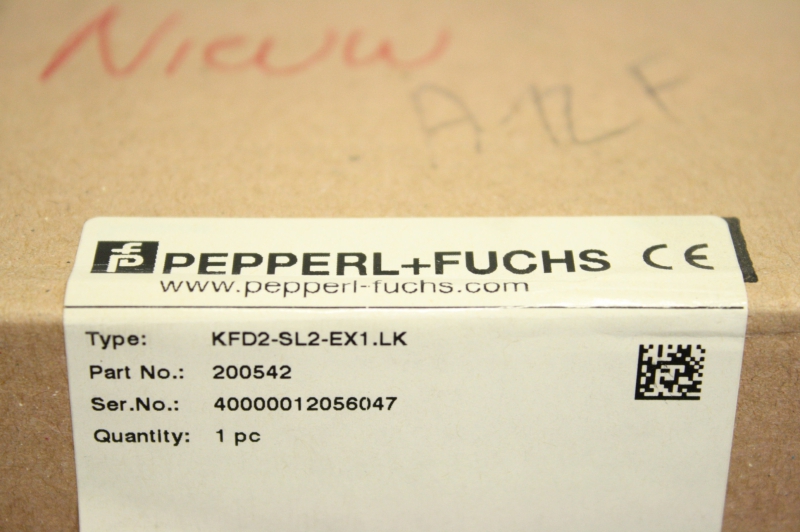 Nieuw
PEPPERL+FUCHS CE
www.pepperl-fuchs.com
Type: KFD2-SL2-EX1.LK
Part No.: 200542
Ser.No.: 40000012056047
Quantity: 1 pc